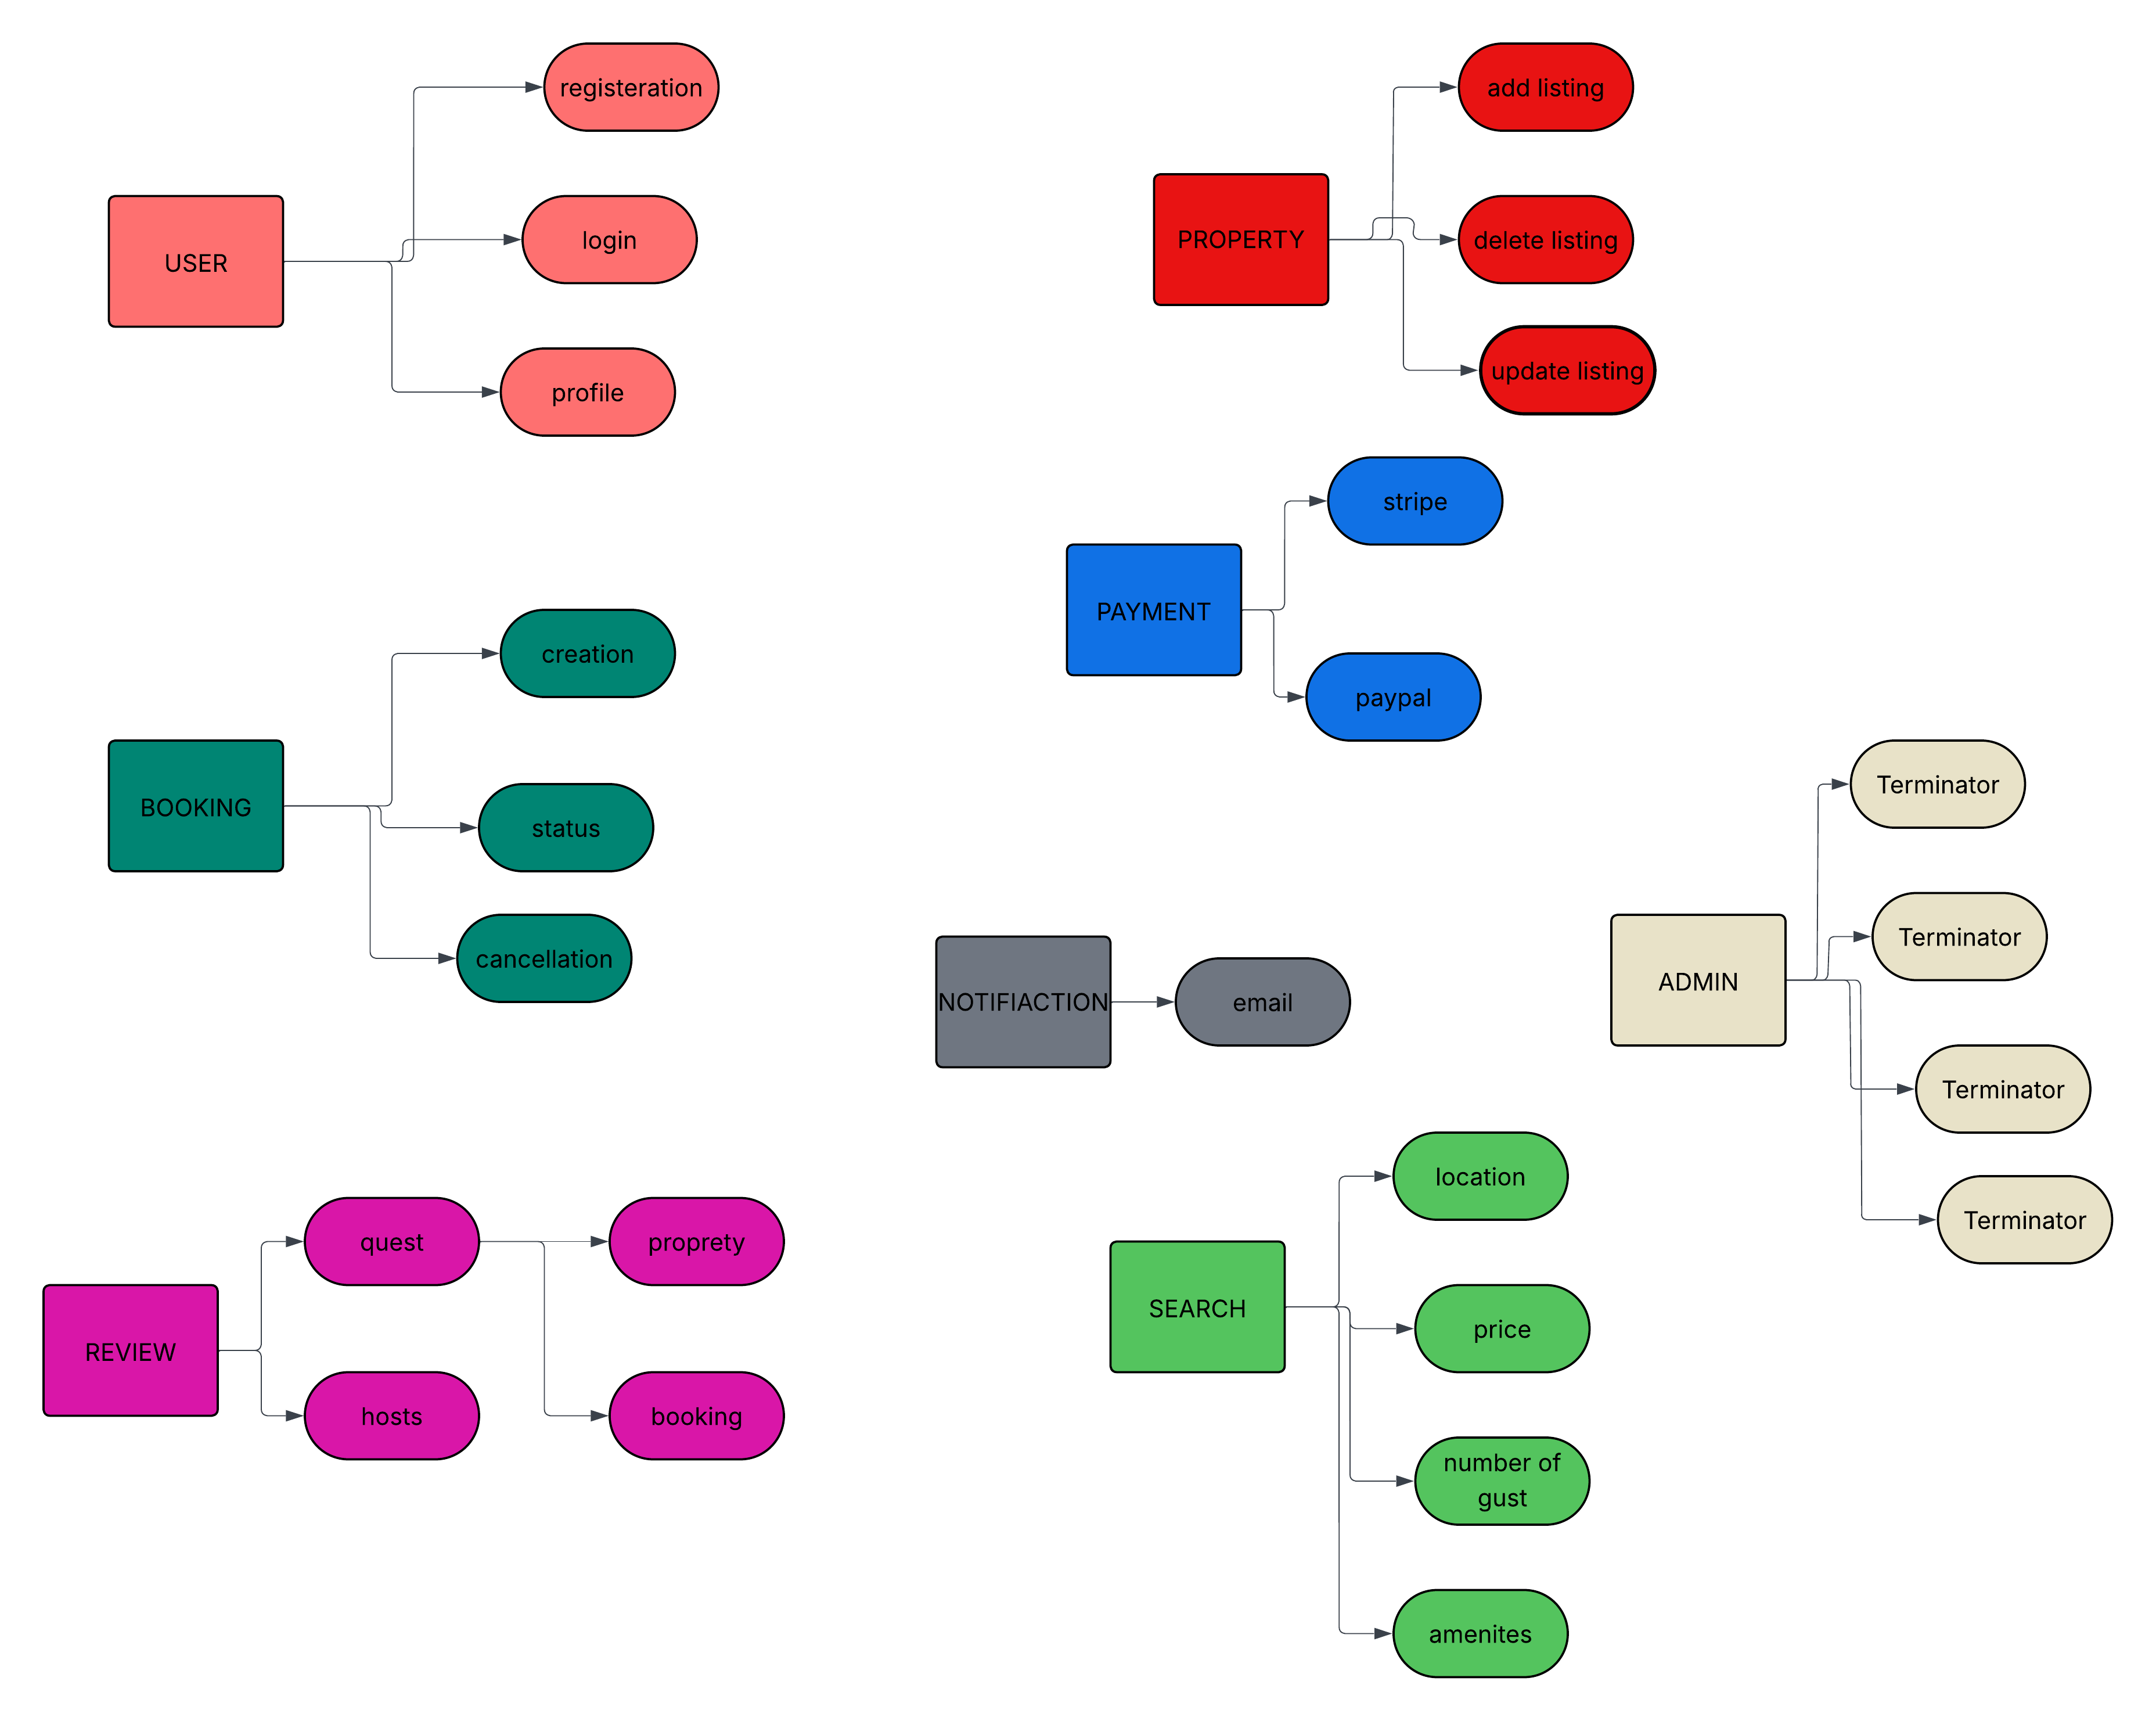 registeration
USER
login
profile
add listing
PROPERTY
delete listing
update listing
stripe
PAYMENT
paypal
creation
BOOKING
status
cancellation
NOTIFIACTION
email
Terminator
Terminator
ADMIN
Terminator
Terminator
quest
proprety
REVIEW
hosts
booking
location
SEARCH
price
number of
gust
amenites